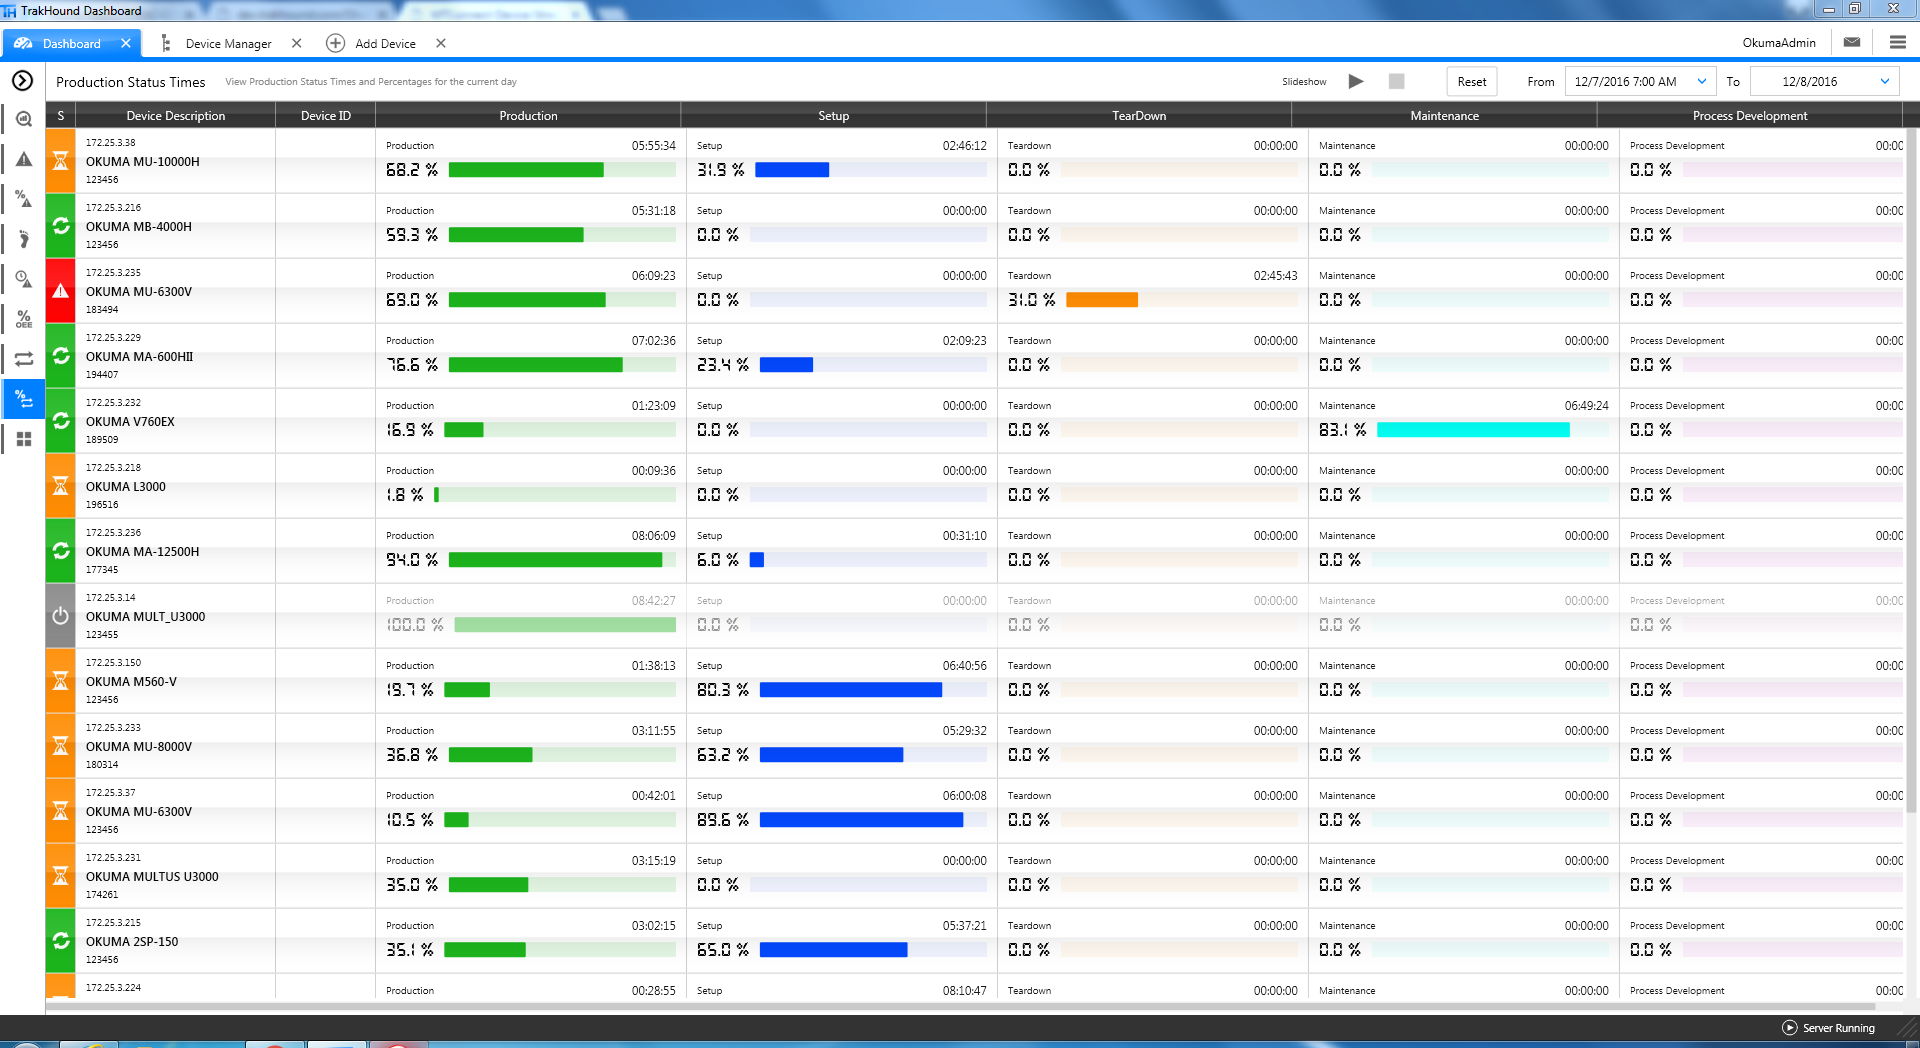 TrakHound Dashboard
Dashboard
Device Manager
Add Device
OkumaAdmin
Production Status Times
View Production Status Times and Percentages for the current day
Slideshow
Reset
From
12/7/2016 7:00 AM
To
12/8/2016
S Device Description Device ID Production Setup TearDown Maintenance Process Development
172.25.3.38
OKUMA MU-10000H
123456
Production 05:55:34 Setup 02:46:12 Teardown 00:00:00 Maintenance 00:00:00 Process Development 00:00
68.2 % 31.9 % 0.0 % 0.0 % 0.0 %
172.25.3.216
OKUMA MB-4000H
123456
Production 05:31:18 Setup 00:00:00 Teardown 00:00:00 Maintenance 00:00:00 Process Development 00:00
59.3 % 0.0 % 0.0 % 0.0 % 0.0 %
172.25.3.235
OKUMA MU-6300V
183494
Production 06:09:23 Setup 00:00:00 Teardown 02:45:43 Maintenance 00:00:00 Process Development 00:00
69.0 % 0.0 % 31.0 % 0.0 % 0.0 %
172.25.3.229
OKUMA MA-600HII
194407
Production 07:02:36 Setup 02:09:23 Teardown 00:00:00 Maintenance 00:00:00 Process Development 00:00
76.6 % 23.4 % 0.0 % 0.0 % 0.0 %
172.25.3.232
OKUMA V760EX
189509
Production 01:23:09 Setup 00:00:00 Teardown 00:00:00 Maintenance 06:49:24 Process Development 00:00
16.9 % 0.0 % 0.0 % 83.1 % 0.0 %
172.25.3.218
OKUMA L3000
196516
Production 00:09:36 Setup 00:00:00 Teardown 00:00:00 Maintenance 00:00:00 Process Development 00:00
1.8 % 0.0 % 0.0 % 0.0 % 0.0 %
172.25.3.236
OKUMA MA-12500H
177345
Production 08:06:09 Setup 00:31:10 Teardown 00:00:00 Maintenance 00:00:00 Process Development 00:00
94.0 % 6.0 % 0.0 % 0.0 % 0.0 %
172.25.3.14
OKUMA MULT_U3000
123455
Production 08:42:27 Setup 00:00:00 Teardown 00:00:00 Maintenance 00:00:00 Process Development 00:00
100.0 % 0.0 % 0.0 % 0.0 % 0.0 %
172.25.3.150
OKUMA M560-V
123456
Production 01:38:13 Setup 06:40:56 Teardown 00:00:00 Maintenance 00:00:00 Process Development 00:00
19.7 % 80.3 % 0.0 % 0.0 % 0.0 %
172.25.3.233
OKUMA MU-8000V
180314
Production 03:11:55 Setup 05:29:32 Teardown 00:00:00 Maintenance 00:00:00 Process Development 00:00
36.8 % 63.2 % 0.0 % 0.0 % 0.0 %
172.25.3.37
OKUMA MU-6300V
123456
Production 00:42:01 Setup 06:00:08 Teardown 00:00:00 Maintenance 00:00:00 Process Development 00:00
10.5 % 89.6 % 0.0 % 0.0 % 0.0 %
172.25.3.231
OKUMA MULTUS U3000
174261
Production 03:15:19 Setup 00:00:00 Teardown 00:00:00 Maintenance 00:00:00 Process Development 00:00
35.0 % 0.0 % 0.0 % 0.0 % 0.0 %
172.25.3.215
OKUMA 2SP-150
123456
Production 03:02:15 Setup 05:37:21 Teardown 00:00:00 Maintenance 00:00:00 Process Development 00:00
35.1 % 65.0 % 0.0 % 0.0 % 0.0 %
172.25.3.224
Production 00:28:55 Setup 08:10:47 Teardown 00:00:00 Maintenance 00:00:00 Process Development 00:00
% OEE
Server Running